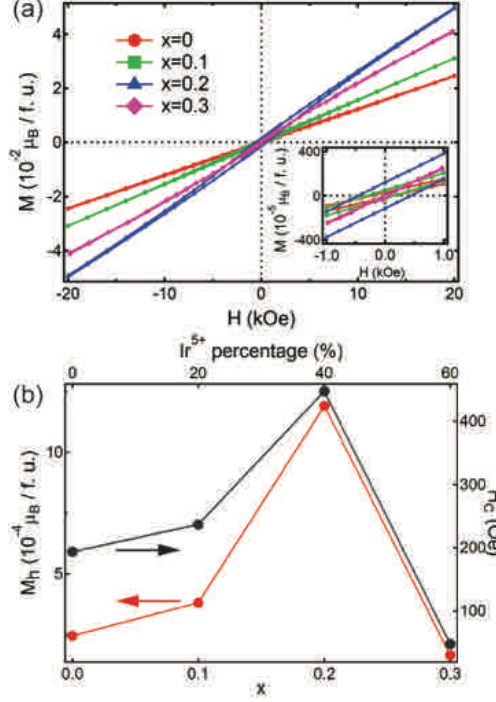 (a)
x=0
x=0.1
x=0.2
x=0.3
M (10⁻² μB / f. u.)
4
2
0
-2
-4
-20
-10
0
10
20
H (kOe)
M (10⁻⁵ μB / f. u.)
400
0
-400
-1.0
0.0
1.0
H (kOe)
Ir⁵⁺ percentage (%)
0
20
40
60
(b)
Mh (10⁻⁴ μB / f. u.)
10
5
400
300
200
100
HC (Oe)
0.0
0.1
0.2
0.3
x